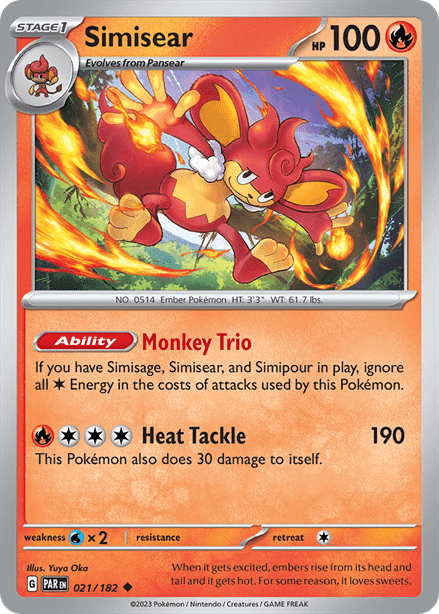 STAGE1
Simisear
HP 100
Evolves from Pansear
NO. 0514 Ember Pokémon HT: 3'3" WT: 61.7 lbs.
Ability Monkey Trio
If you have Simisage, Simisear, and Simipour in play, ignore
all Energy in the costs of attacks used by this Pokémon.
Heat Tackle 190
This Pokémon also does 30 damage to itself.
weakness ×2 resistance retreat
Illus. Yuya Oka
G PAR EN 021/182
When it gets excited, embers rise from its head and
tail and it gets hot. For some reason, it loves sweets.
©2023 Pokémon / Nintendo / Creatures / GAME FREAK